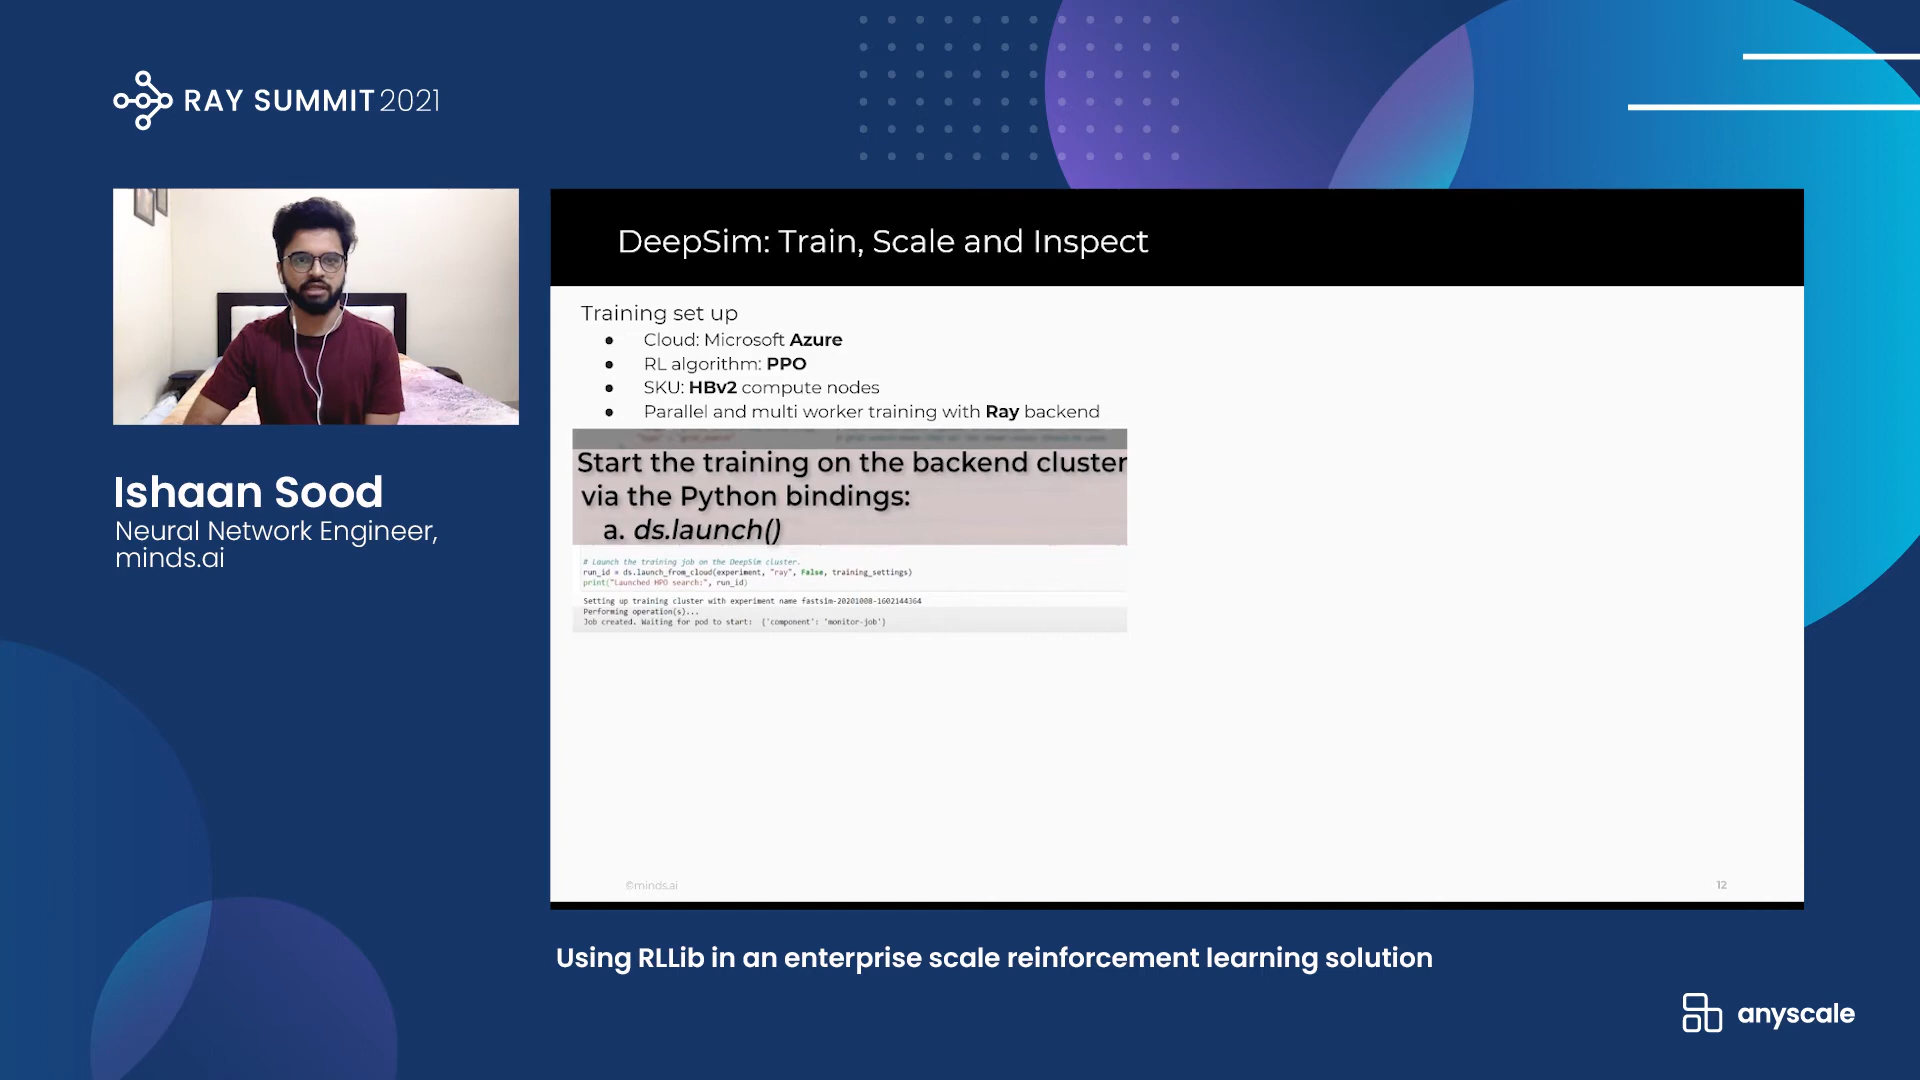 RAY SUMMIT 2021
DeepSim: Train, Scale and Inspect
Training set up
● Cloud: Microsoft Azure
● RL algorithm: PPO
● SKU: HBv2 compute nodes
● Parallel and multi worker training with Ray backend
Start the training on the backend cluster
via the Python bindings:
a. ds.launch()
# Launch the training job on the DeepSim cluster.
run_id = ds.launch_from_cloud(experiment, "ray", False, training_settings)
print("Launched HPO search:", run_id)
Setting up training cluster with experiment name fastsim-20201008-1602144364
Performing operation(s)...
Job created. Waiting for pod to start: {'component': 'monitor-job'}
©minds.ai
12
Ishaan Sood
Neural Network Engineer,
minds.ai
Using RLLib in an enterprise scale reinforcement learning solution
anyscale